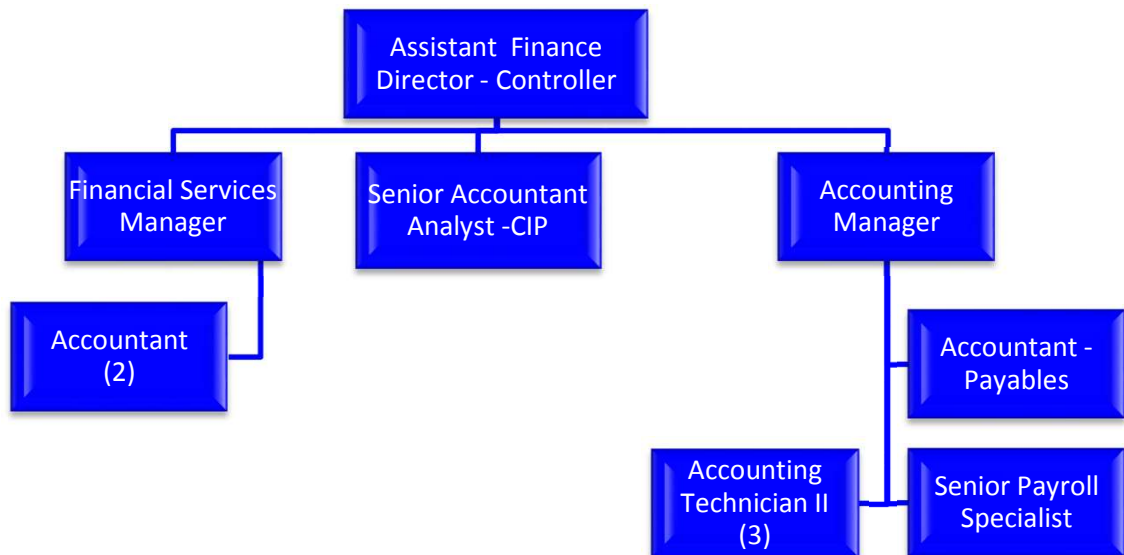 Assistant  Finance
Director - Controller
Financial Services
Manager
Senior Accountant
Analyst -CIP
Accounting
Manager
Accountant
(2)
Accountant -
Payables
Accounting
Technician II
(3)
Senior Payroll
Specialist